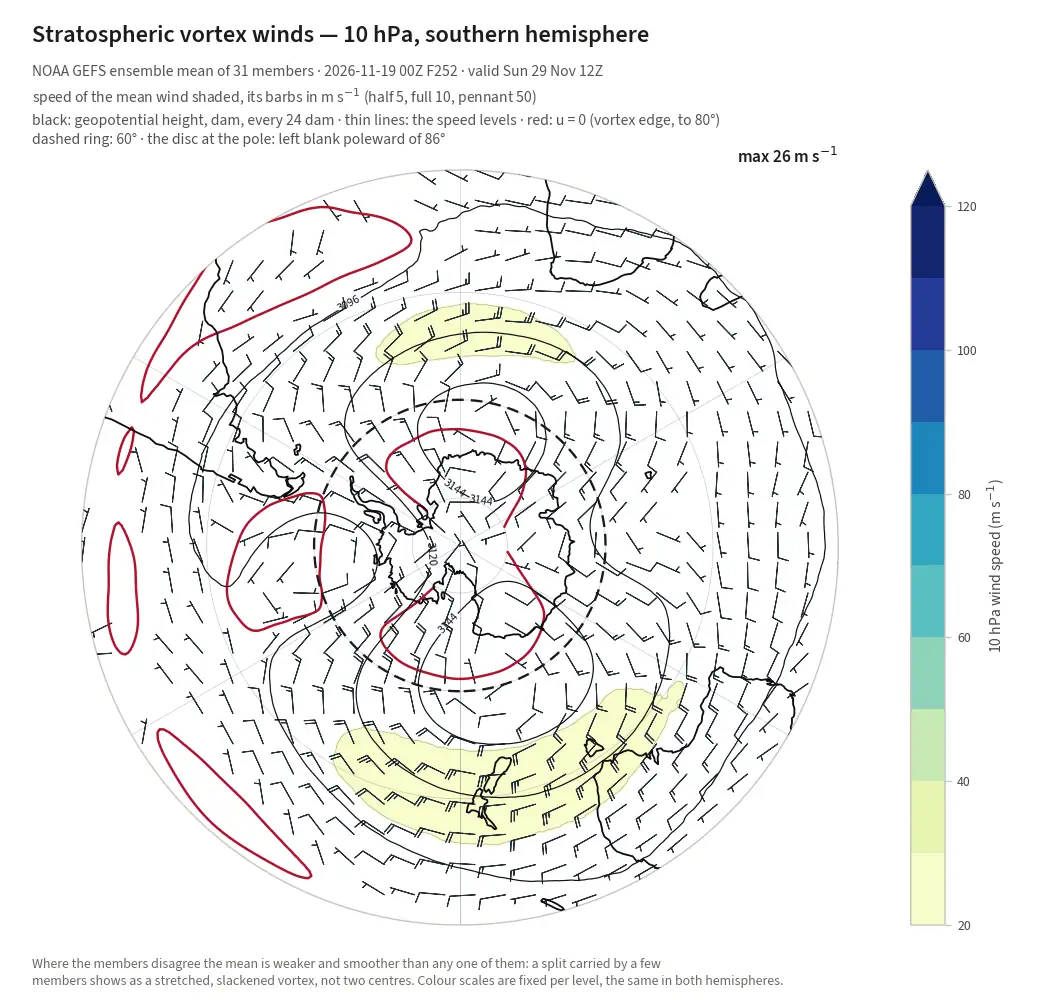 Stratospheric vortex winds — 10 hPa, southern hemisphere
NOAA GEFS ensemble mean of 31 members · 2026-11-19 00Z F252 · valid Sun 29 Nov 12Z
speed of the mean wind shaded, its barbs in m s⁻¹ (half 5, full 10, pennant 50)
black: geopotential height, dam, every 24 dam · thin lines: the speed levels · red: u = 0 (vortex edge, to 80°)
dashed ring: 60° · the disc at the pole: left blank poleward of 86°
max 26 m s⁻¹
120
100
80
60
40
20
10 hPa wind speed (m s⁻¹)
3096
3144
3144
3120
3144
Where the members disagree the mean is weaker and smoother than any one of them: a split carried by a few
members shows as a stretched, slackened vortex, not two centres. Colour scales are fixed per level, the same in both hemispheres.